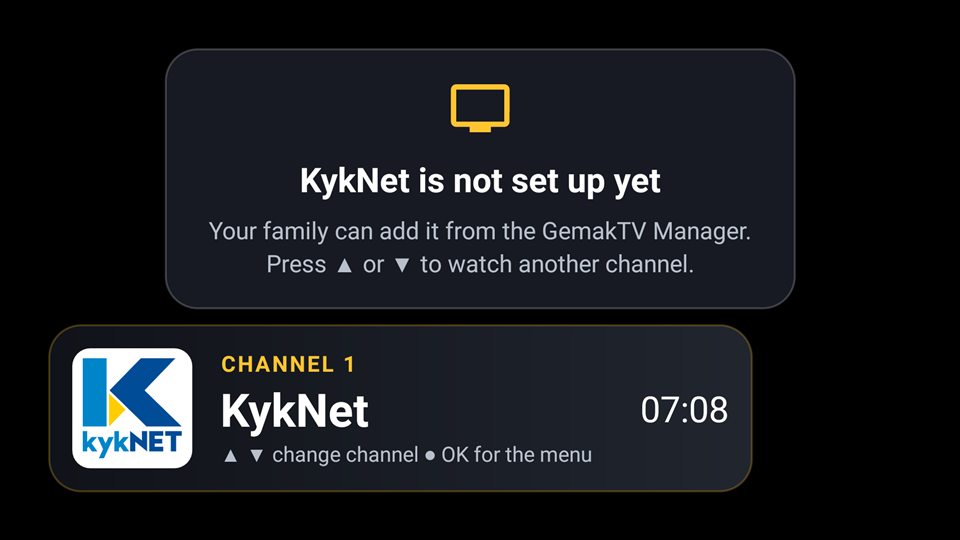 KykNet is not set up yet
Your family can add it from the GemakTV Manager.
Press ▲ or ▼ to watch another channel.
CHANNEL 1
KykNet
07:08
▲ ▼ change channel ● OK for the menu
kykNET